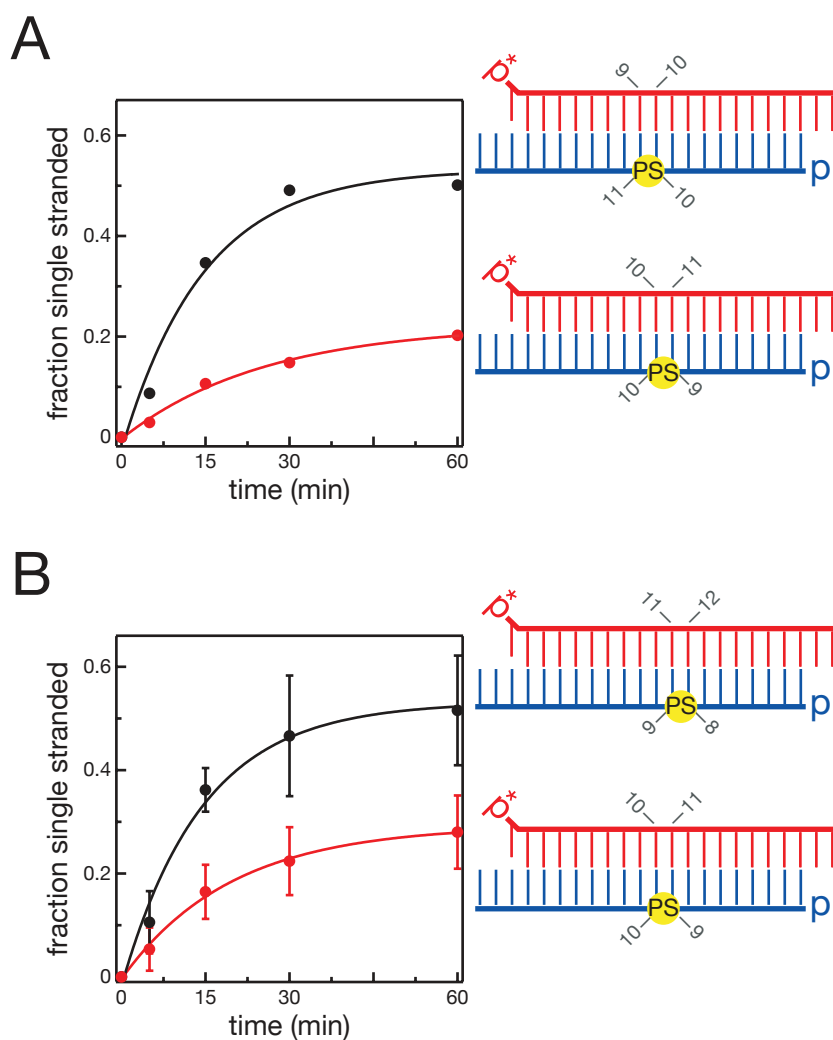 A
fraction single stranded
0.6
0.4
0.2
0
0 15 30 60
time (min)
p*
9 10
PS
11 10
p
p*
10 11
PS
10 9
p
B
fraction single stranded
0.6
0.4
0.2
0
0 15 30 60
time (min)
p*
11 12
PS
9 8
p
p*
10 11
PS
10 9
p